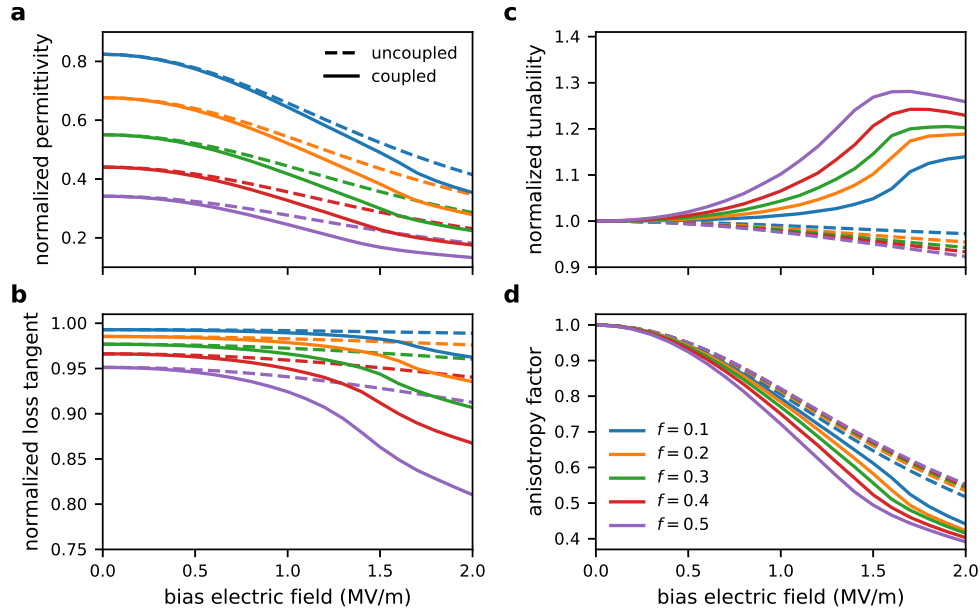 a
normalized permittivity
0.8
0.6
0.4
0.2
uncoupled
coupled
b
normalized loss tangent
1.00
0.95
0.90
0.85
0.80
0.75
0.0
0.5
1.0
1.5
2.0
bias electric field (MV/m)
c
normalized tunability
1.4
1.3
1.2
1.1
1.0
0.9
d
anisotropy factor
1.0
0.9
0.8
0.7
0.6
0.5
0.4
f = 0.1
f = 0.2
f = 0.3
f = 0.4
f = 0.5
0.0
0.5
1.0
1.5
2.0
bias electric field (MV/m)